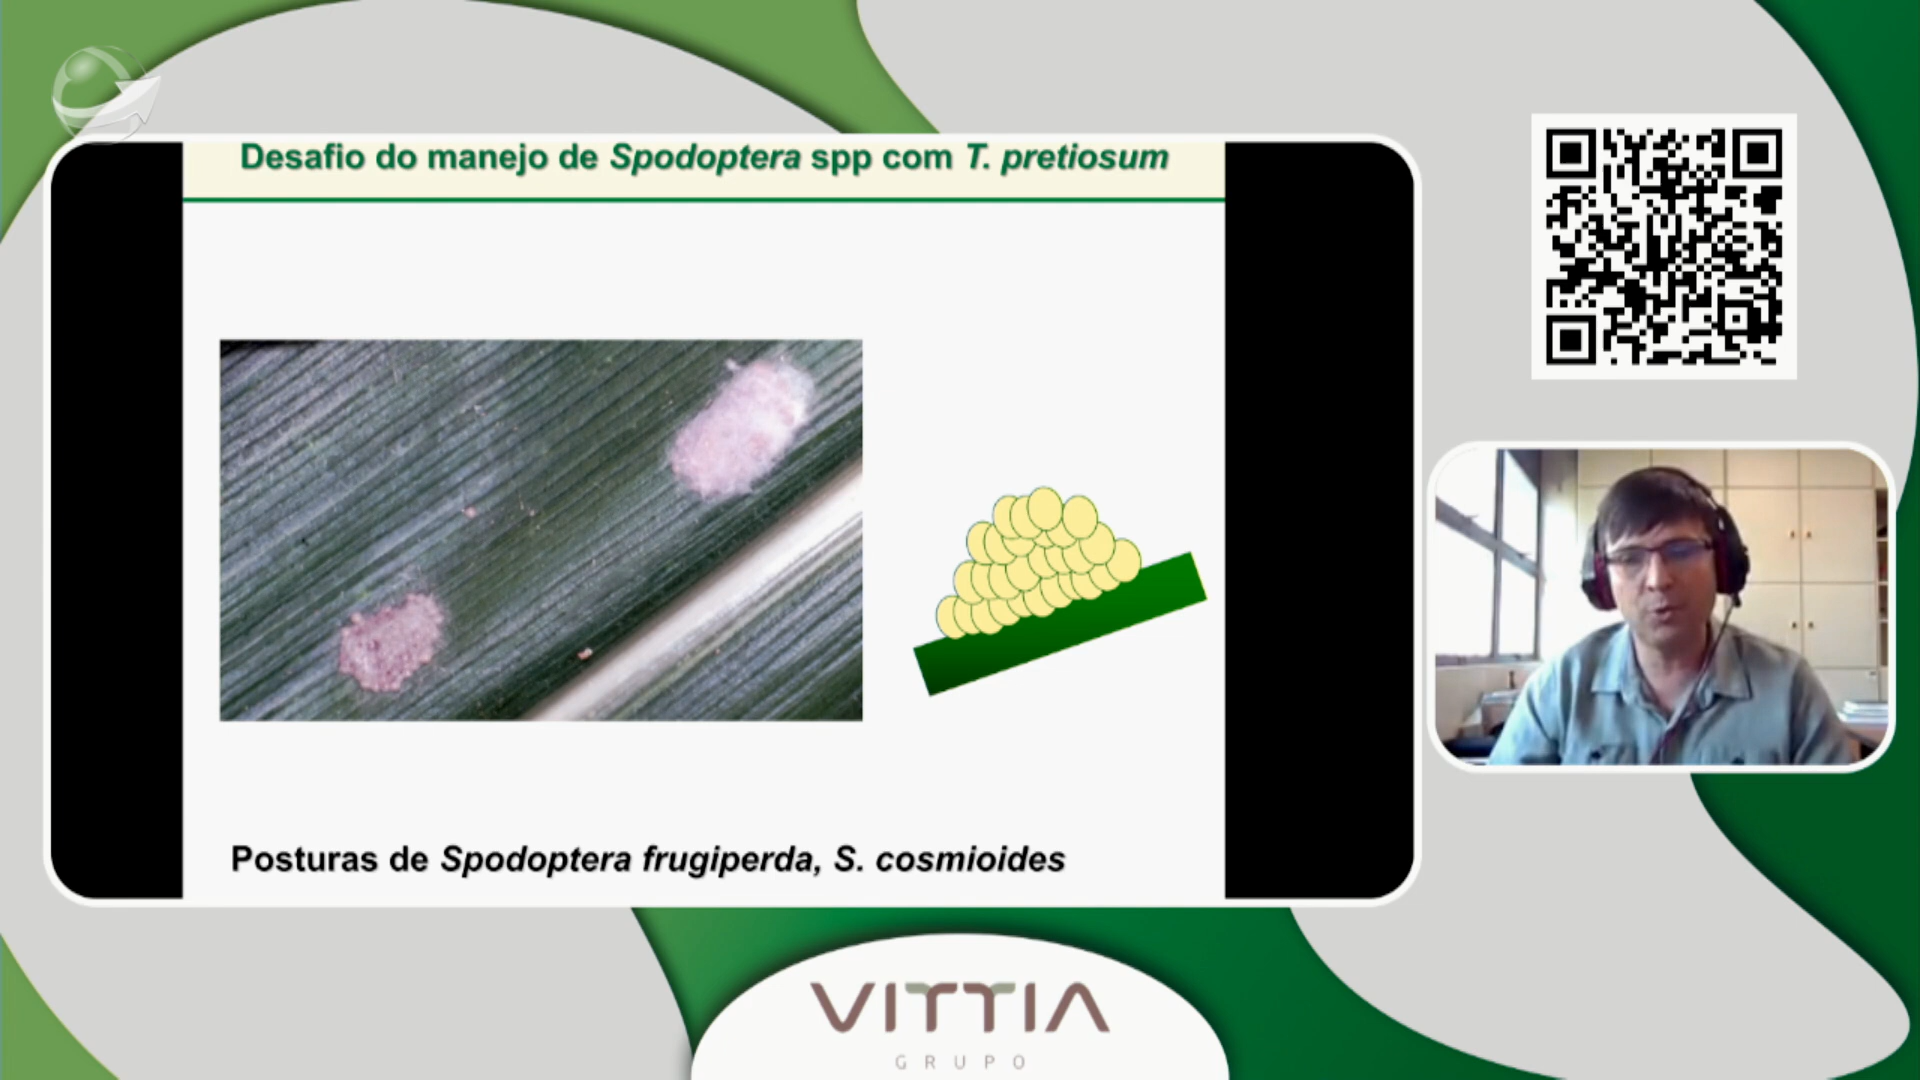 Desafio do manejo de Spodoptera spp com T. pretiosum
Posturas de Spodoptera frugiperda, S. cosmioides
VITTIA
GRUPO